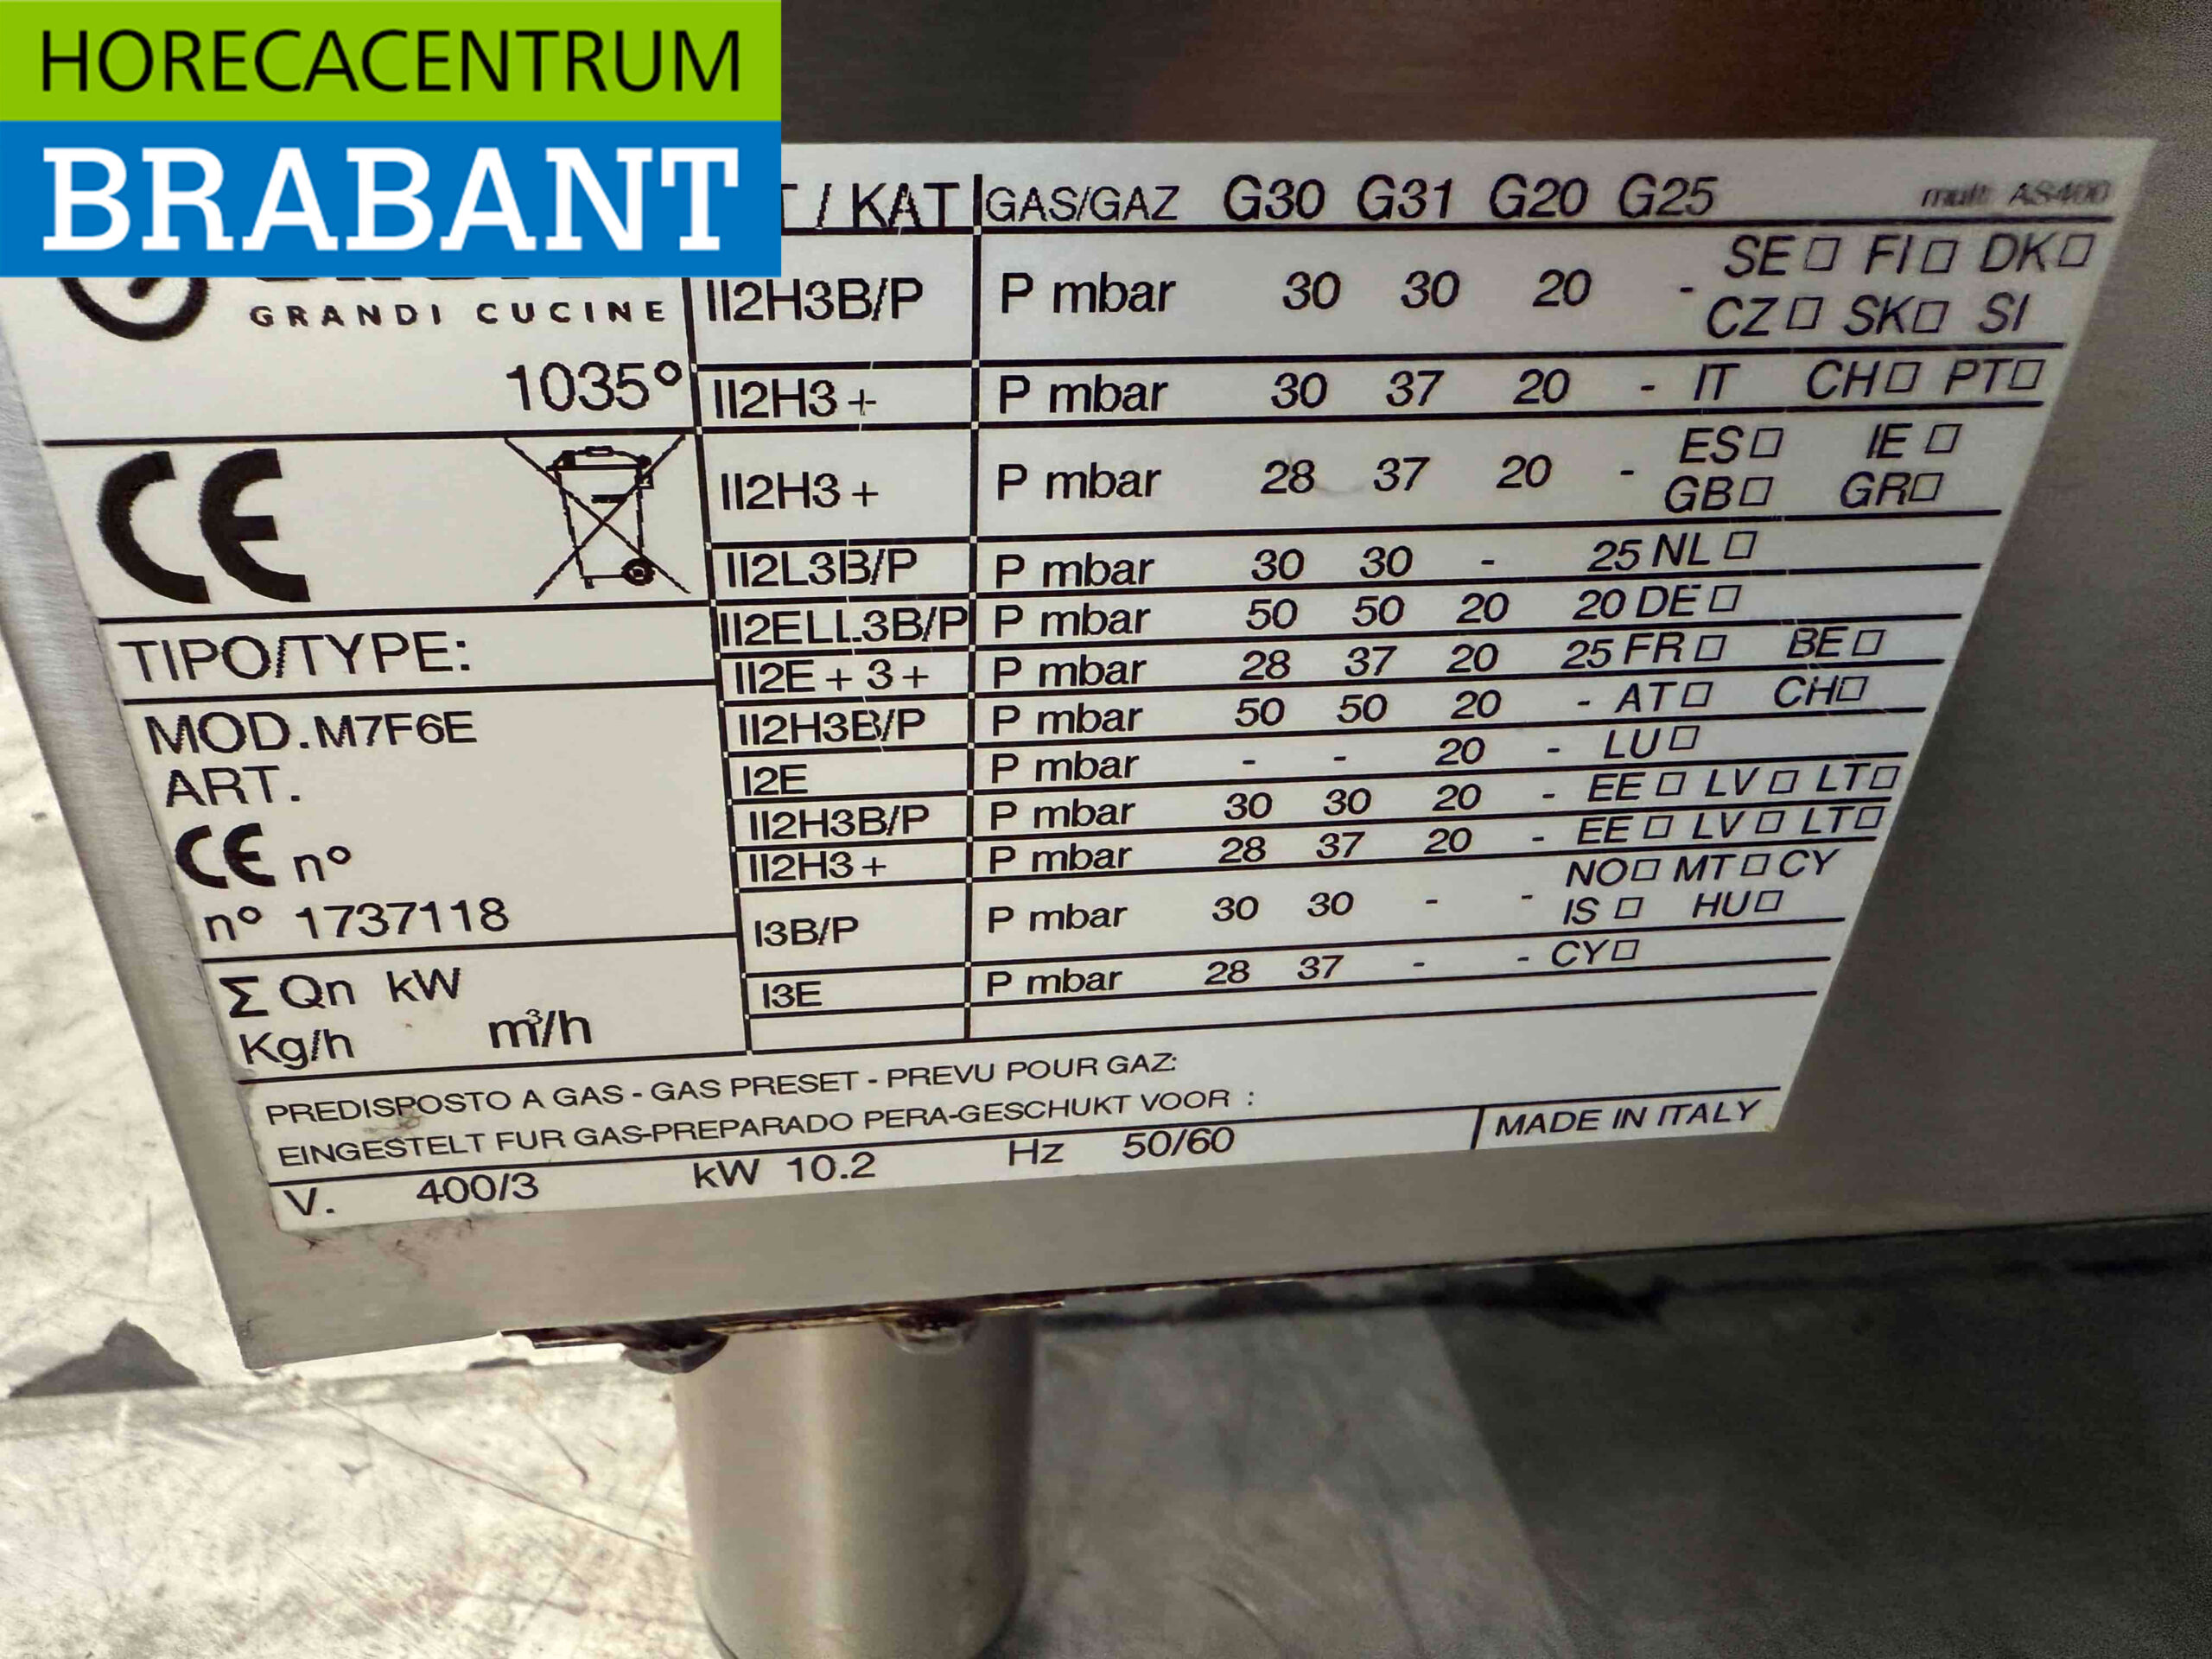 HORECACENTRUM
BRABANT
/ KAT GAS/GAZ G30 G31 G20 G25 mult AS400
GRANDI CUCINE
1035°
II2H3B/P P mbar 30 30 20 - SE□ FI□ DK□
CZ□ SK□ SI
II2H3+ P mbar 30 37 20 - IT CH□ PT□
II2H3+ P mbar 28 37 20 - ES□ IE□
GB□ GR□
II2L3B/P P mbar 30 30 - 25 NL□
II2ELL3B/P P mbar 50 50 20 20 DE□
II2E+3+ P mbar 28 37 20 25 FR□ BE□
II2H3B/P P mbar 50 50 20 - AT□ CH□
I2E P mbar - - 20 - LU□
II2H3B/P P mbar 30 30 20 - EE□ LV□ LT□
II2H3+ P mbar 28 37 20 - EE□ LV□ LT□
I3B/P P mbar 30 30 - - NO□ MT□ CY
IS□ HU□
I3E P mbar 28 37 - - CY□
CE
TIPO/TYPE:
MOD. M7F6E
ART.
CE n°
n° 1737118
Σ Qn kW
Kg/h m³/h
PREDISPOSTO A GAS - GAS PRESET - PREVU POUR GAZ:
EINGESTELT FUR GAS-PREPARADO PERA-GESCHUKT VOOR :
V. 400/3 kW 10.2 Hz 50/60 MADE IN ITALY